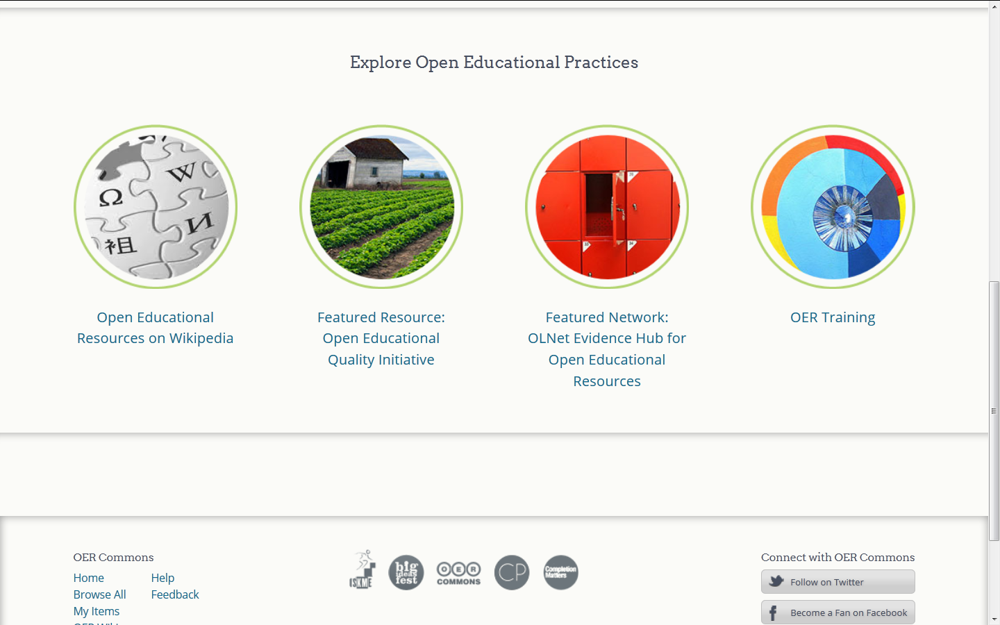 Explore Open Educational Practices
W
Ω
И
祖
Open Educational
Resources on Wikipedia
Featured Resource:
Open Educational
Quality Initiative
Featured Network:
OLNet Evidence Hub for
Open Educational
Resources
OER Training
OER Commons
Home
Help
Browse All
Feedback
My Items
ISKME
big
ideas
fest
OER
COMMONS
CP
Completion
Matters
Connect with OER Commons
Follow on Twitter
Become a Fan on Facebook